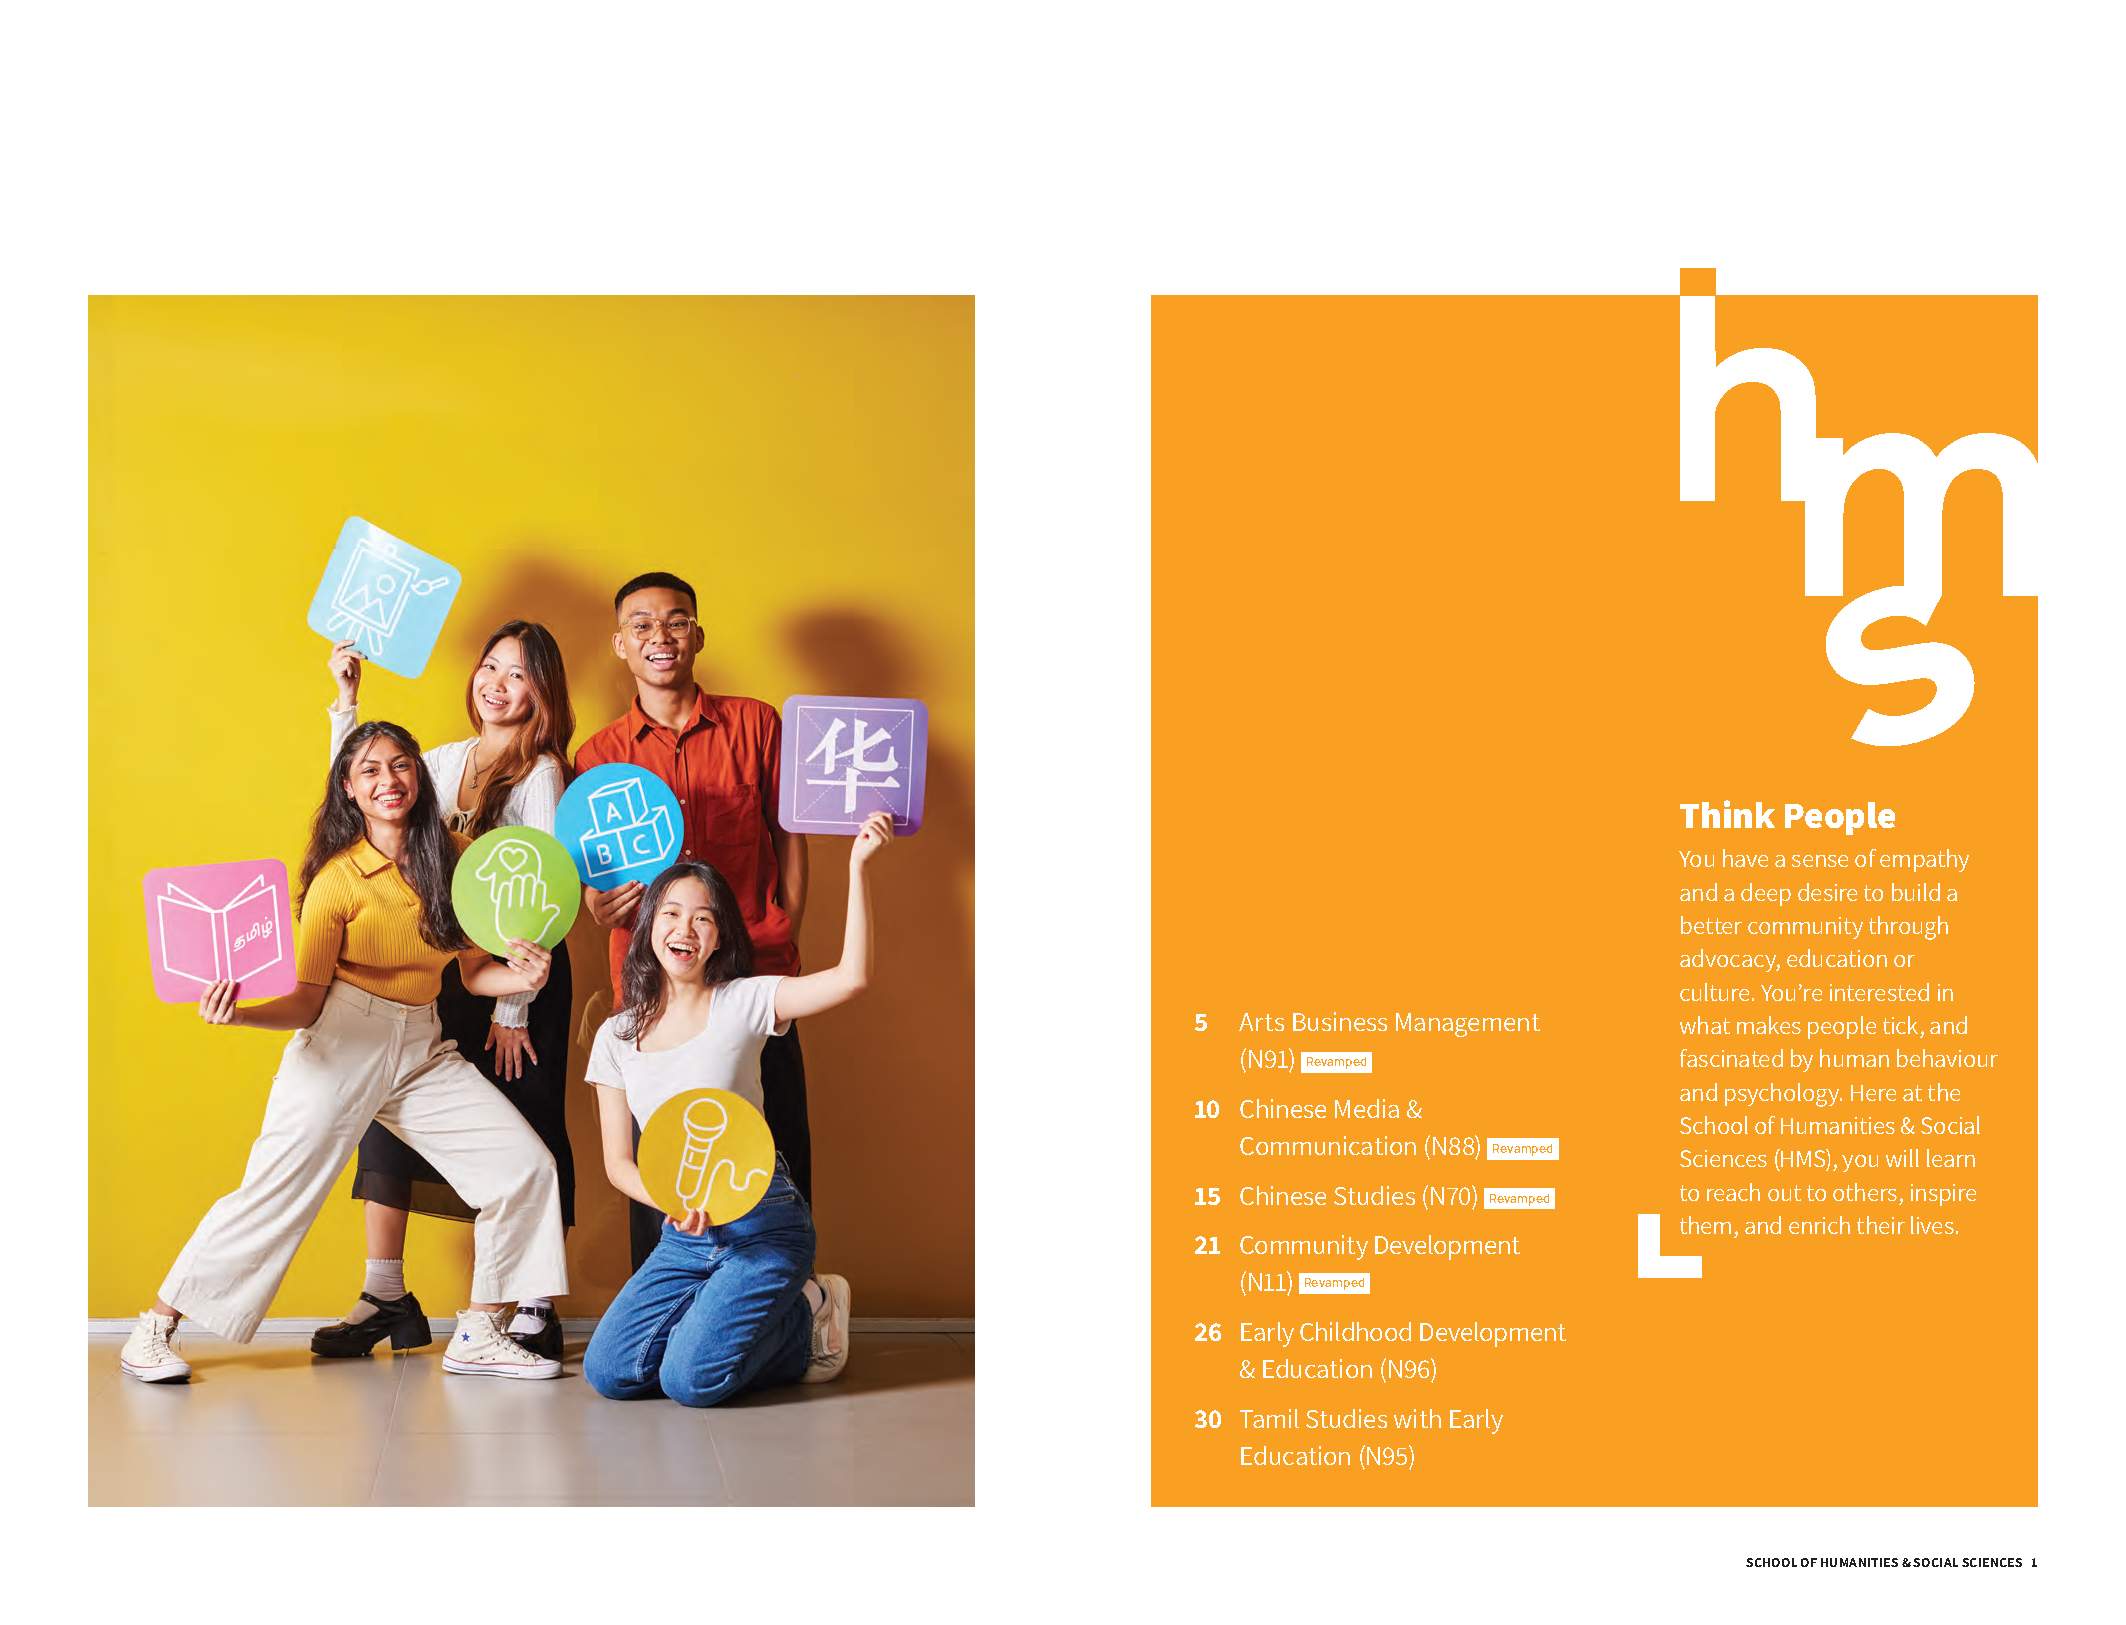 தமிழ்
A
B C
华
hms
Think People
You have a sense of empathy
and a deep desire to build a
better community through
advocacy, education or
culture. You’re interested in
what makes people tick, and
fascinated by human behaviour
and psychology. Here at the
School of Humanities & Social
Sciences (HMS), you will learn
to reach out to others, inspire
them, and enrich their lives.
5 Arts Business Management
(N91) Revamped
10 Chinese Media &
Communication (N88) Revamped
15 Chinese Studies (N70) Revamped
21 Community Development
(N11) Revamped
26 Early Childhood Development
& Education (N96)
30 Tamil Studies with Early
Education (N95)
SCHOOL OF HUMANITIES & SOCIAL SCIENCES 1